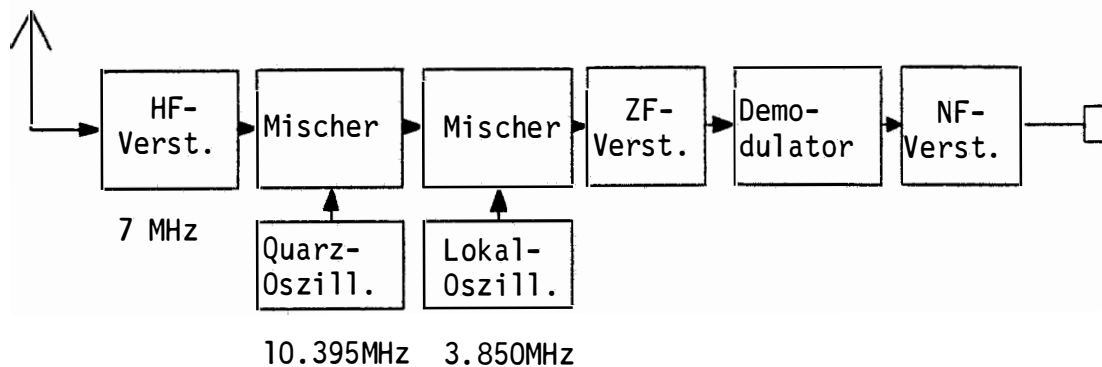 HF-
Verst.
Mischer
Mischer
ZF-
Verst.
Demo-
dulator
NF-
Verst.
7 MHz
Quarz-
Oszill.
Lokal-
Oszill.
10.395MHz
3.850MHz